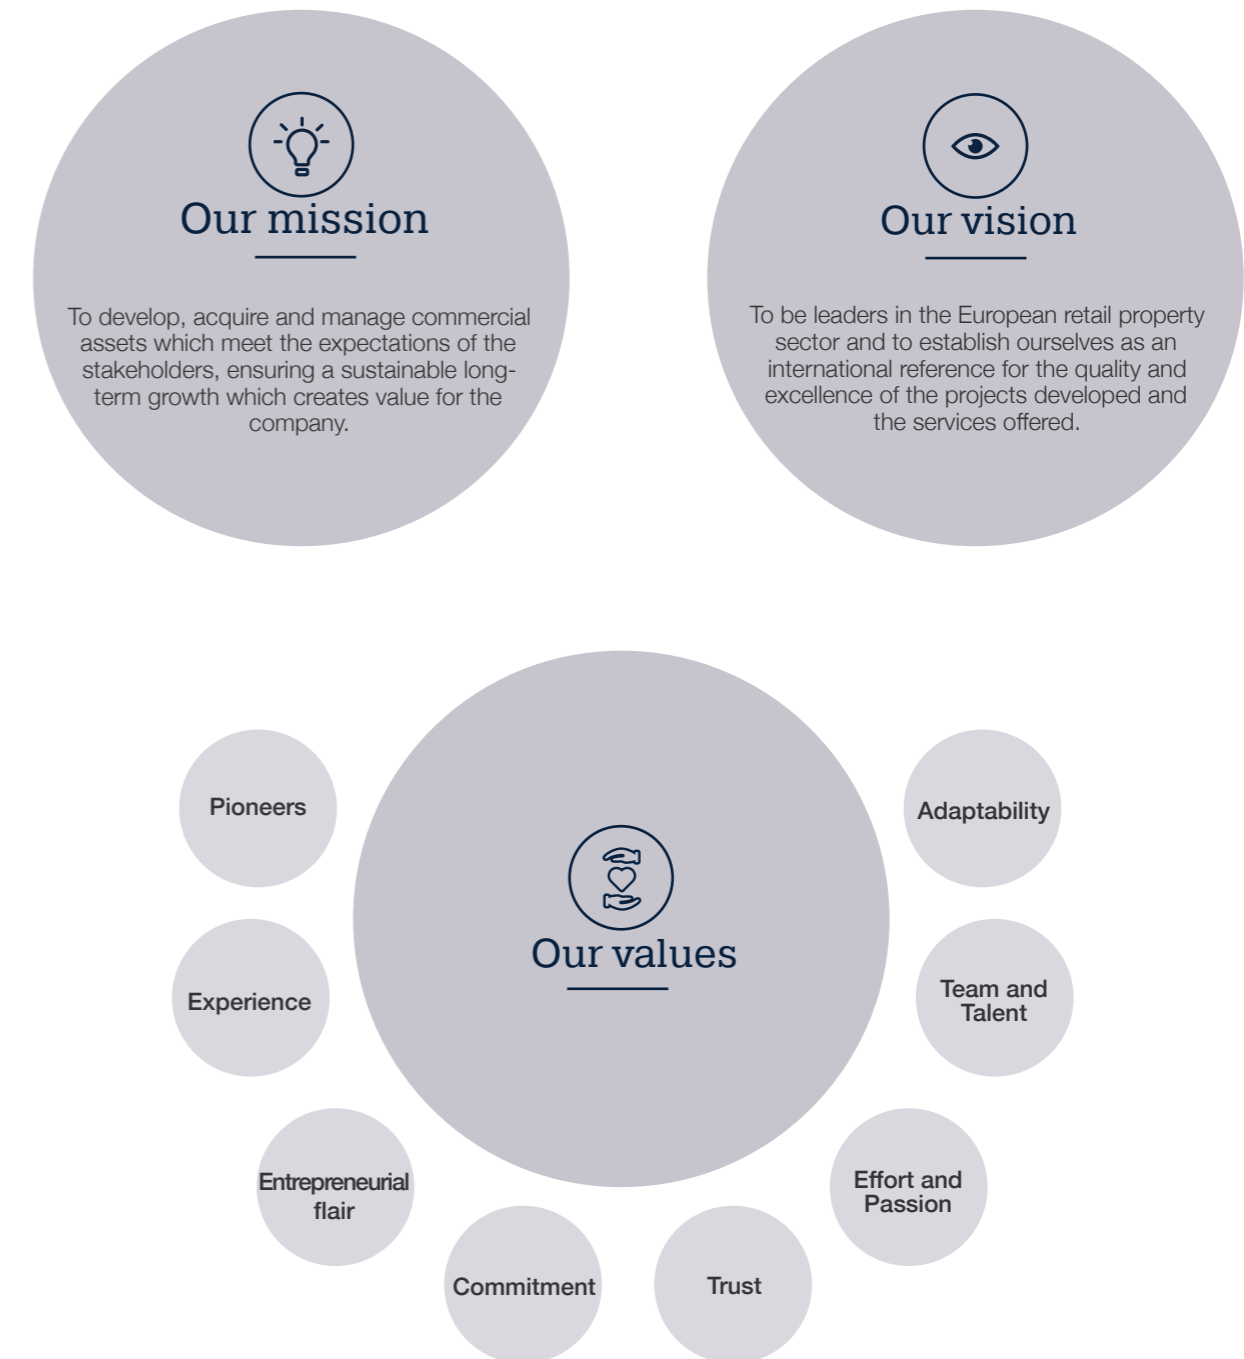 Our mission
To develop, acquire and manage commercial
assets which meet the expectations of the
stakeholders, ensuring a sustainable long-
term growth which creates value for the
company.
Our vision
To be leaders in the European retail property
sector and to establish ourselves as an
international reference for the quality and
excellence of the projects developed and
the services offered.
Our values
Pioneers
Experience
Entrepreneurial
flair
Commitment
Trust
Effort and
Passion
Team and
Talent
Adaptability